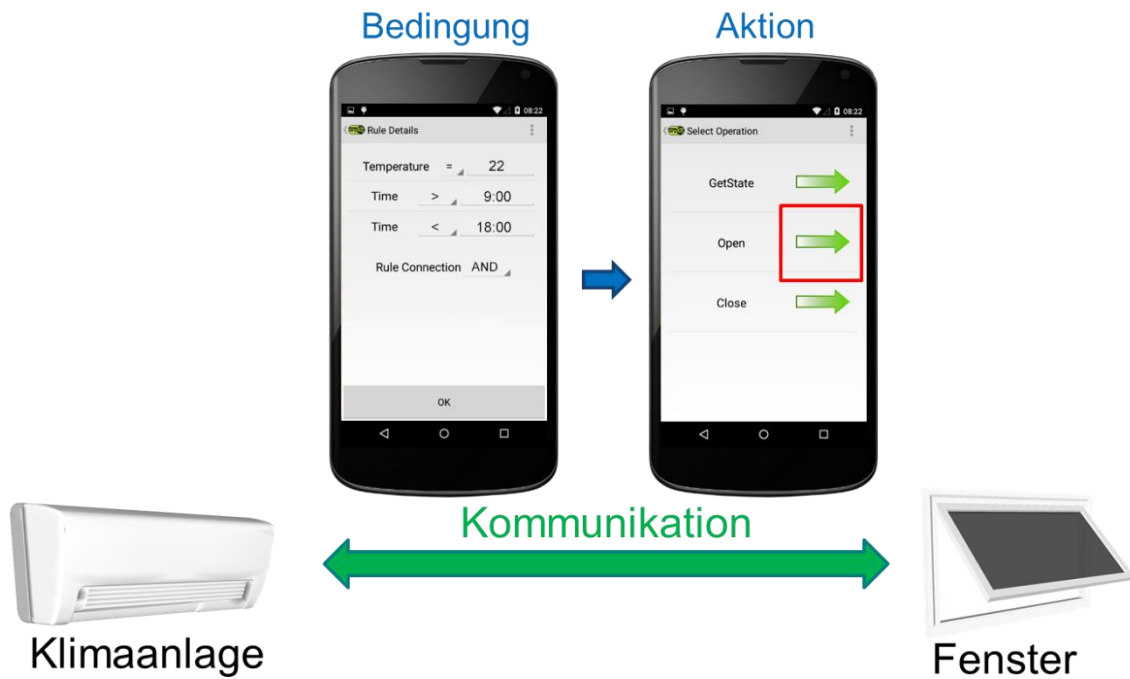 Bedingung
Aktion
08:22
Rule Details
Temperature = 22
Time > 9:00
Time < 18:00
Rule Connection AND
OK
08:22
Select Operation
GetState
Open
Close
Kommunikation
Klimaanlage
Fenster